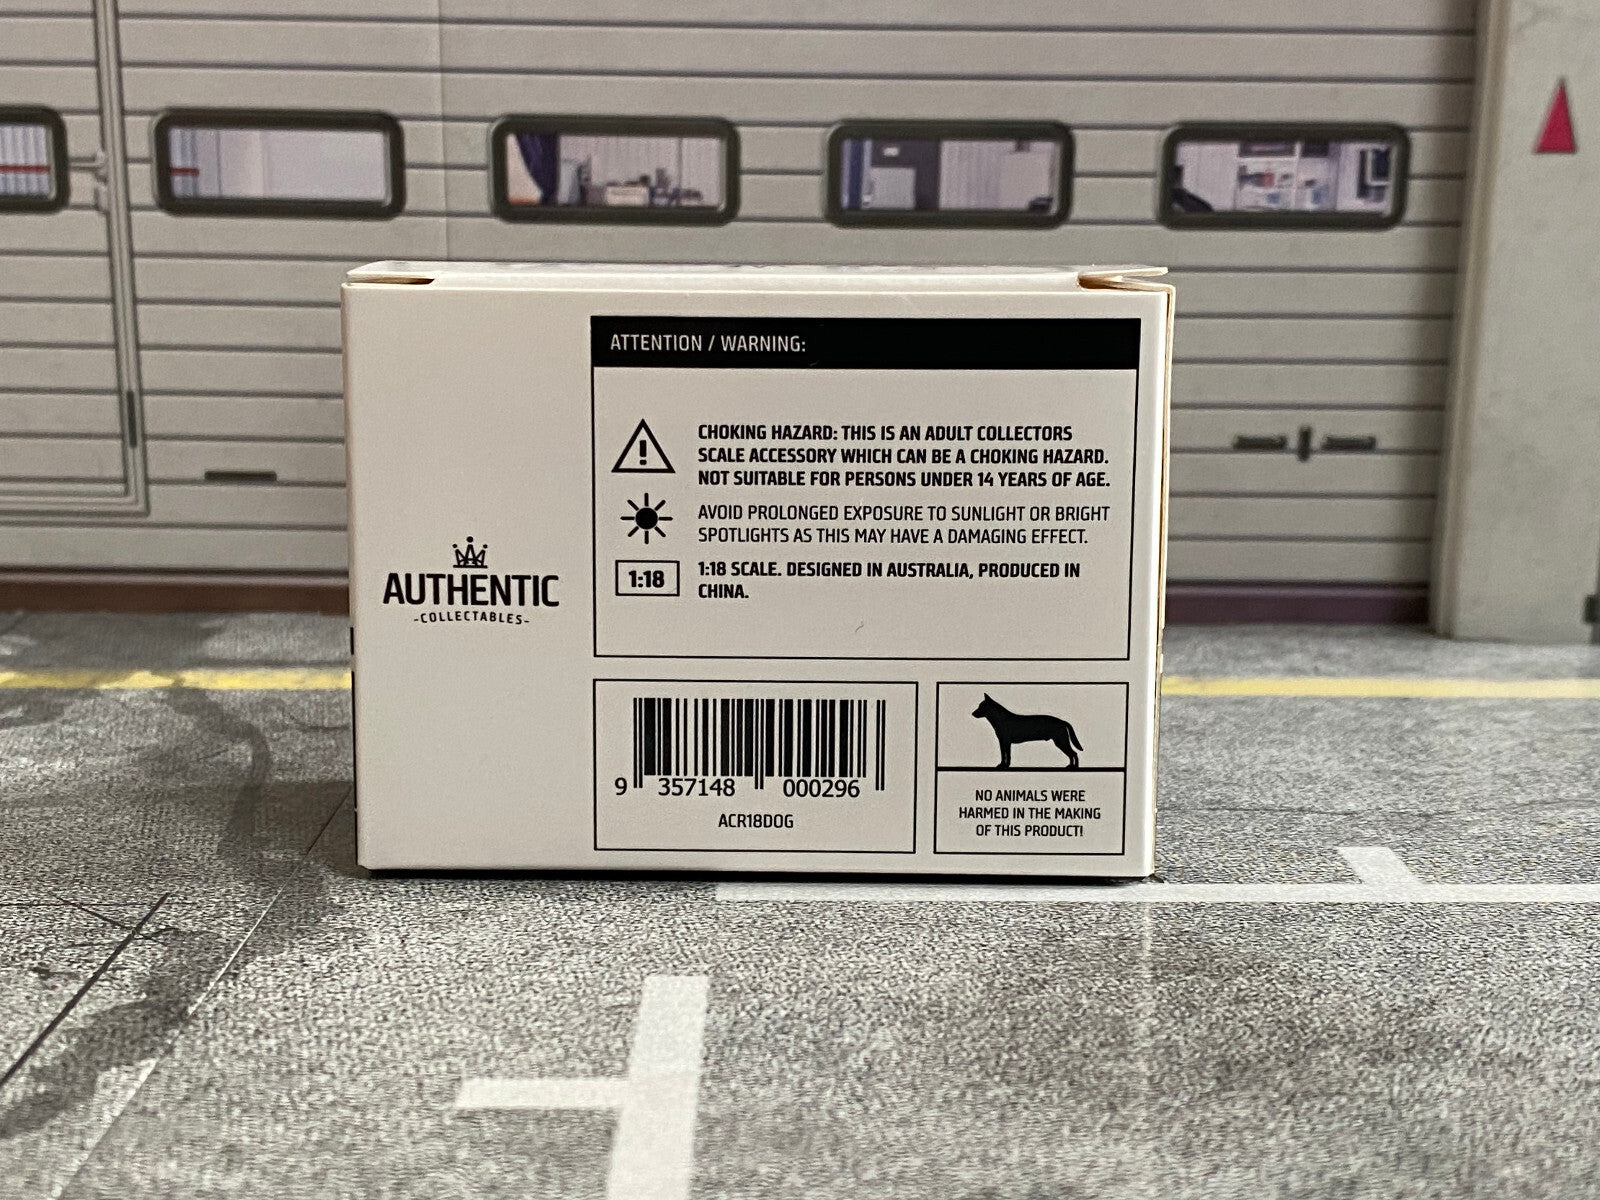 ATTENTION / WARNING:
CHOKING HAZARD: THIS IS AN ADULT COLLECTORS
SCALE ACCESSORY WHICH CAN BE A CHOKING HAZARD.
NOT SUITABLE FOR PERSONS UNDER 14 YEARS OF AGE.
AVOID PROLONGED EXPOSURE TO SUNLIGHT OR BRIGHT
SPOTLIGHTS AS THIS MAY HAVE A DAMAGING EFFECT.
1:18
1:18 SCALE. DESIGNED IN AUSTRALIA, PRODUCED IN
CHINA.
AUTHENTIC
-COLLECTABLES-
9 357148 000296
ACR18DOG
NO ANIMALS WERE
HARMED IN THE MAKING
OF THIS PRODUCT!